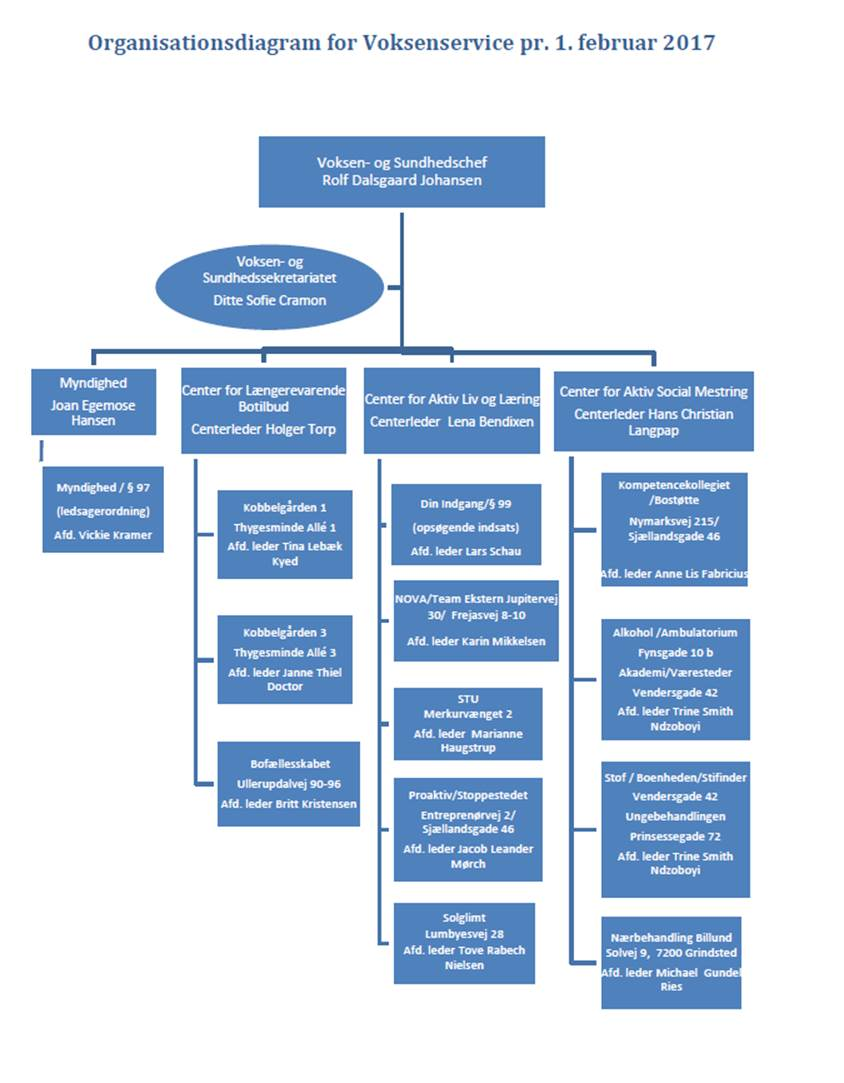 Organisationsdiagram for Voksenservice pr. 1. februar 2017
Voksen- og Sundhedschef
Rolf Dalsgaard Johansen
Voksen- og
Sundhedssekretariatet
Ditte Sofie Cramon
Myndighed
Joan Egemose
Hansen
Myndighed / § 97
(ledsagerordning)
Afd. Vickie Kramer
Center for Længerevarende
Botilbud
Centerleder Holger Torp
Kobbelgården 1
Thygesminde Allé 1
Afd. leder Tina Lebæk
Kyed
Kobbelgården 3
Thygesminde Allé 3
Afd. leder Janne Thiel
Doctor
Bofællesskabet
Ullerupdalvej 90-96
Afd. leder Britt Kristensen
Center for Aktiv Liv og Læring
Centerleder Lena Bendixen
Din Indgang/§ 99
(opsøgende indsats)
Afd. leder Lars Schau
NOVA/Team Ekstern Jupitervej
30/ Frejasvej 8-10
Afd. leder Karin Mikkelsen
STU
Merkurvænget 2
Afd. leder Marianne
Haugstrup
Proaktiv/Stoppestedet
Entreprenørvej 2/
Sjællandsgade 46
Afd. leder Jacob Leander
Mørch
Solglimt
Lumbyesvej 28
Afd. leder Tove Rabech
Nielsen
Center for Aktiv Social Mestring
Centerleder Hans Christian
Langpap
Kompetencekollegiet
/Bostøtte
Nymarksvej 215/
Sjællandsgade 46
Afd. leder Anne Lis Fabricius
Alkohol /Ambulatorium
Fynsgade 10 b
Akademi/Væresteder
Vendersgade 42
Afd. leder Trine Smith
Ndzoboyi
Stof / Boenheden/Stifinder
Vendersgade 42
Ungebehandlingen
Prinsessegade 72
Afd. leder Trine Smith
Ndzoboyi
Nærbehandling Billund
Solvej 9, 7200 Grindsted
Afd. leder Michael Gundel
Ries